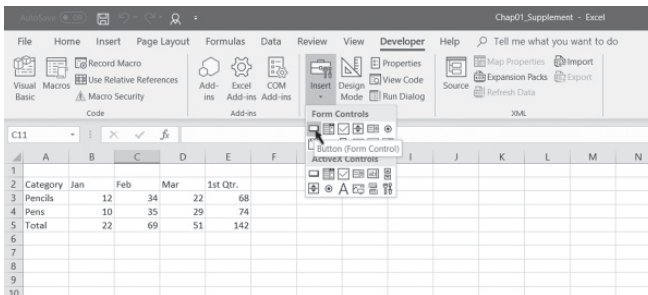 AutoSave Off Chap01_Supplement - Excel
File Home Insert Page Layout Formulas Data Review View Developer Help Tell me what you want to do
Visual Basic Macros Record Macro Use Relative References Macro Security Code
Add-ins Excel Add-ins COM Add-ins Add-ins
Insert Design Mode Properties View Code Run Dialog
Source Map Properties Expansion Packs Refresh Data Import Export XML
Form Controls
Button (Form Control)
ActiveX Controls
C11 fx
A B C D E F I J K L M N
1
2 Category Jan Feb Mar 1st Qtr.
3 Pencils 12 34 22 68
4 Pens 10 35 29 74
5 Total 22 69 51 142
6
7
8
9
10